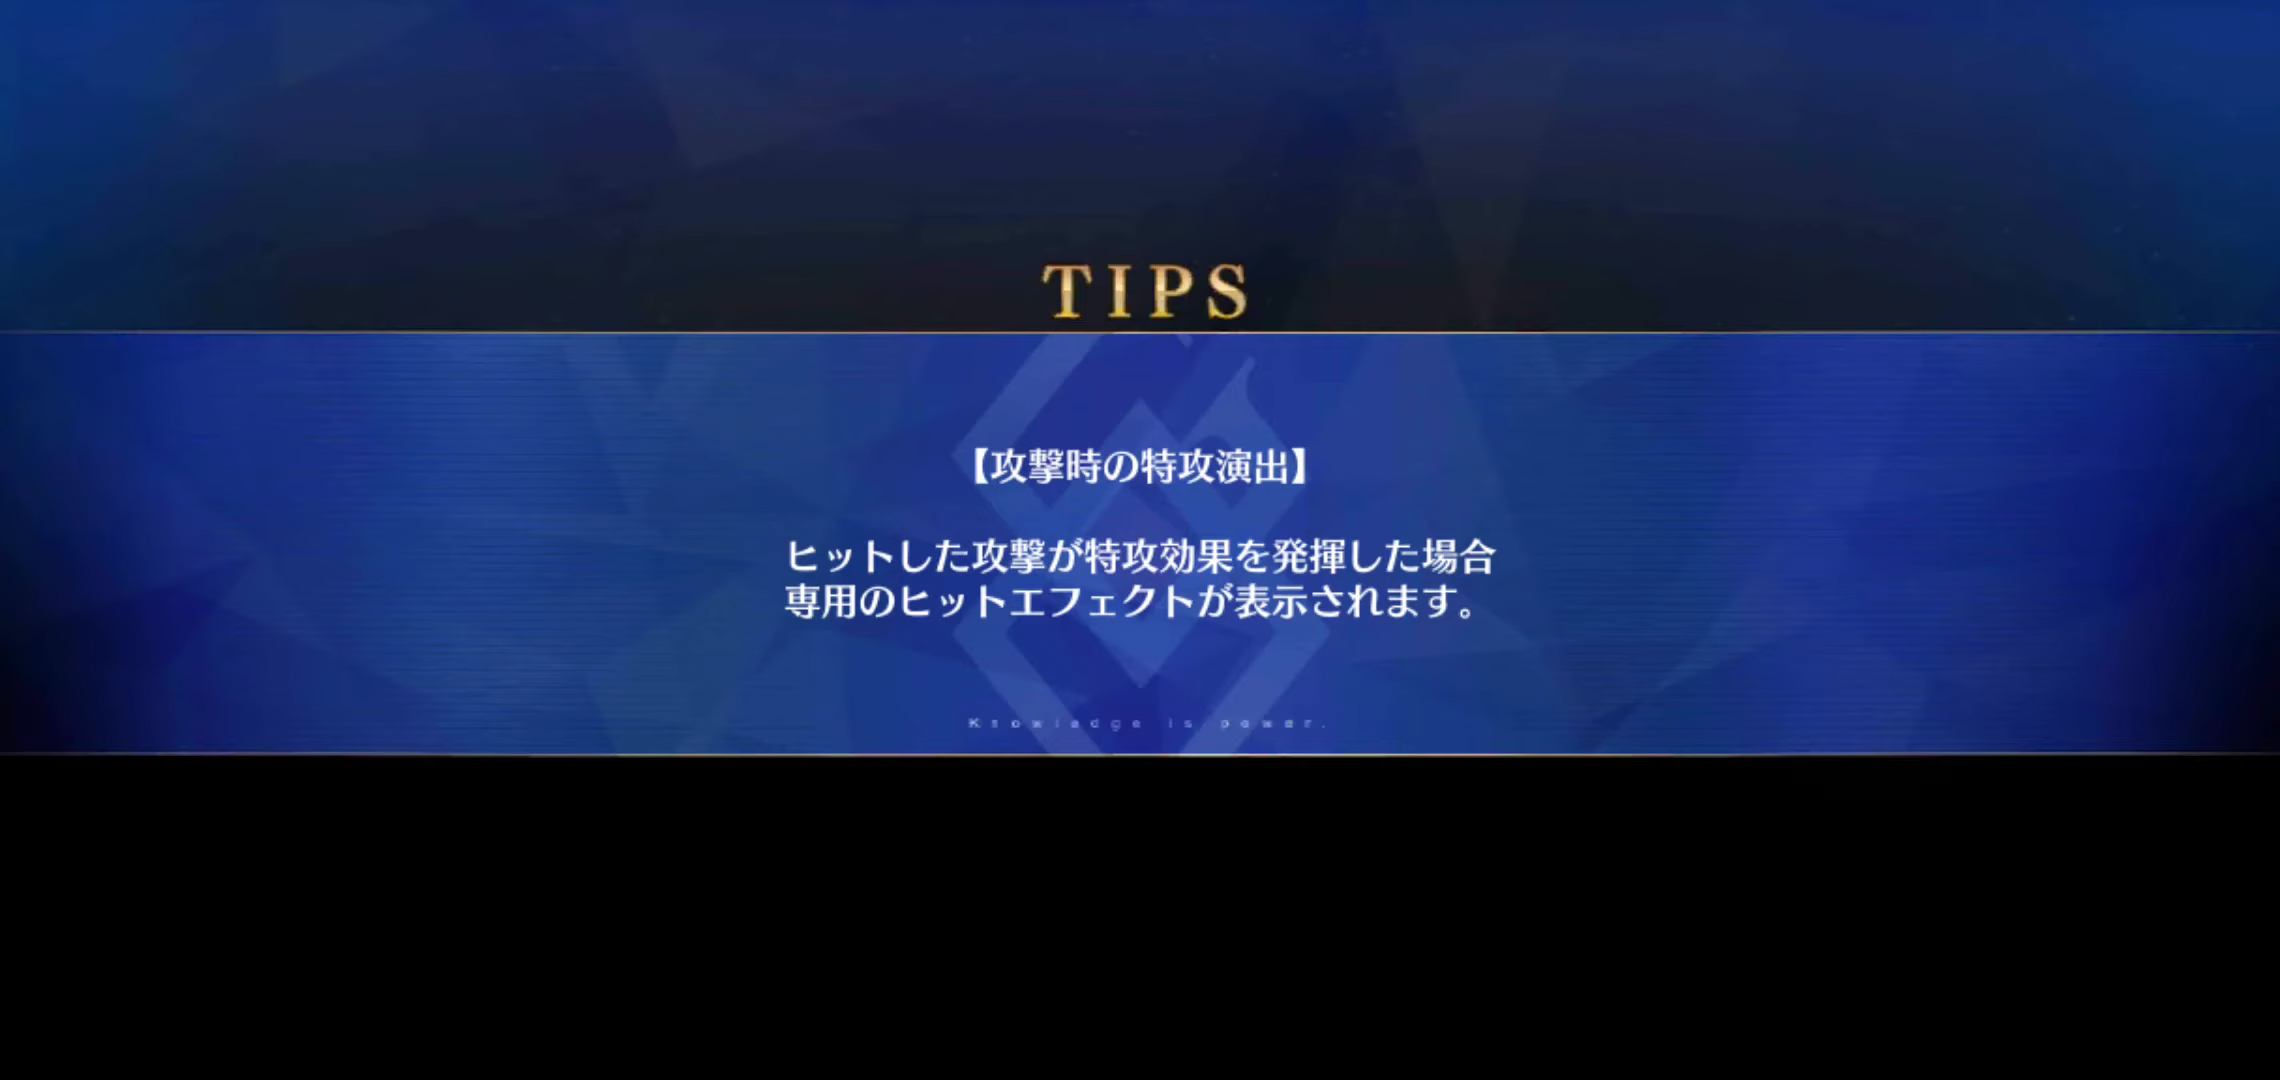 TIPS
【攻撃時の特攻演出】
ヒットした攻撃が特攻効果を発揮した場合
専用のヒットエフェクトが表示されます。
Knowledge is power.